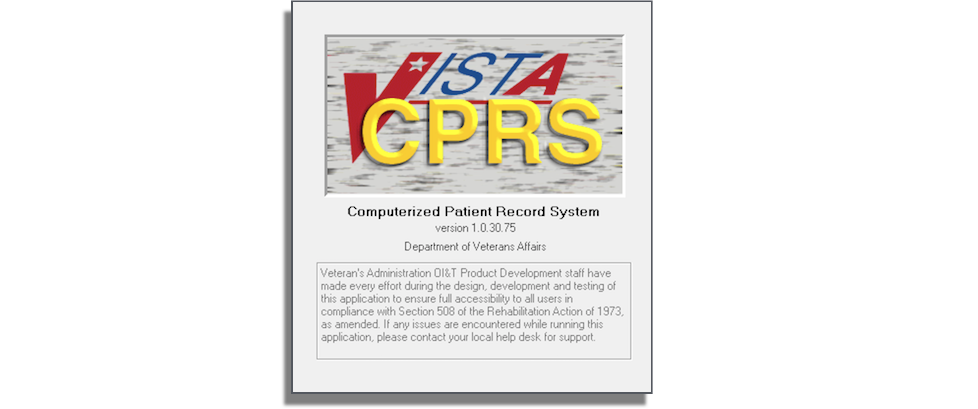 VISTA
CPRS
Computerized Patient Record System
version 1.0.30.75
Department of Veterans Affairs
Veteran's Administration OI&T Product Development staff have
made every effort during the design, development and testing of
this application to ensure full accessibility to all users in
compliance with Section 508 of the Rehabilitation Action of 1973,
as amended. If any issues are encountered while running this
application, please contact your local help desk for support.